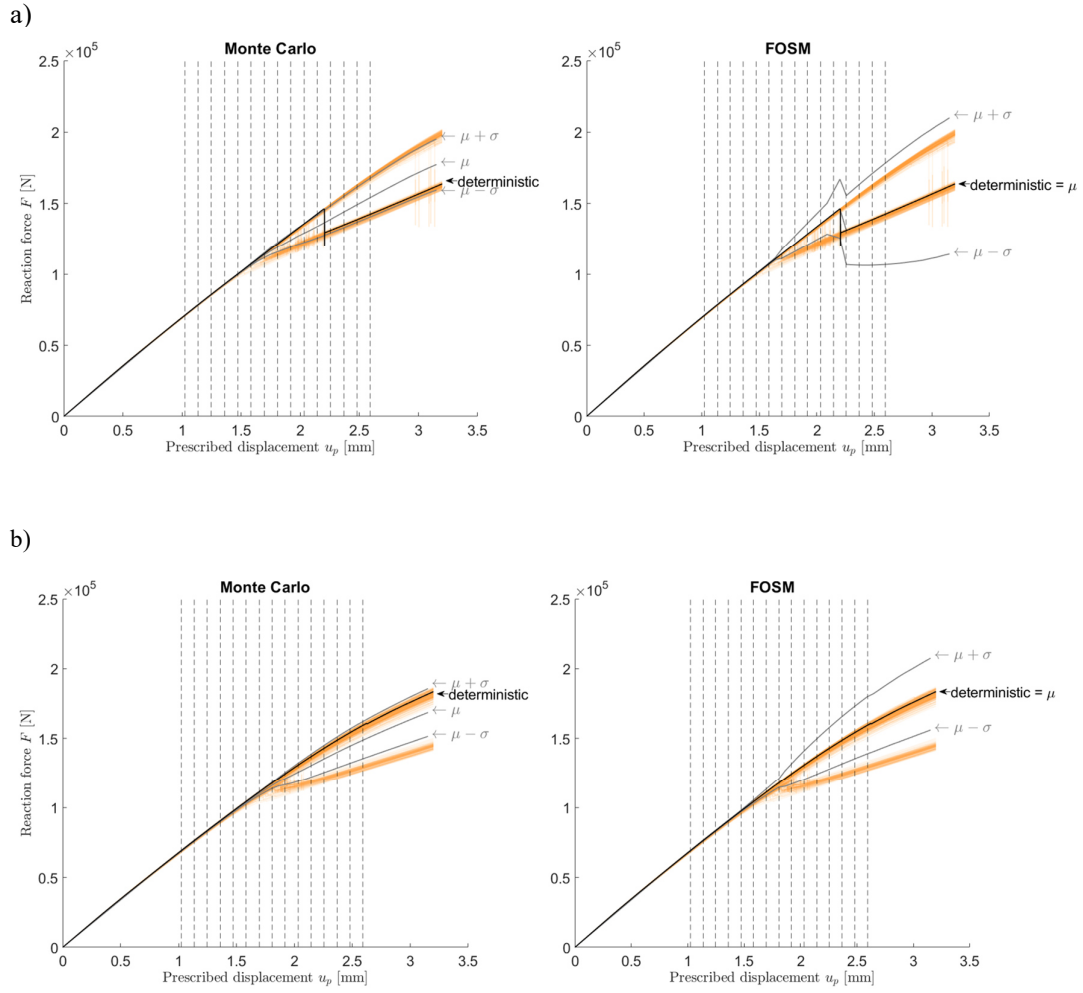 a)
Monte Carlo
×10⁵
2.5
2
1.5
1
0.5
0
Reaction force F [N]
← μ + σ
← μ
deterministic
← μ − σ
0 0.5 1 1.5 2 2.5 3 3.5
Prescribed displacement uₚ [mm]
FOSM
×10⁵
2.5
2
1.5
1
0.5
0
← μ + σ
deterministic = μ
← μ − σ
0 0.5 1 1.5 2 2.5 3 3.5
Prescribed displacement uₚ [mm]
b)
Monte Carlo
×10⁵
2.5
2
1.5
1
0.5
0
Reaction force F [N]
← μ + σ
deterministic
← μ
← μ − σ
0 0.5 1 1.5 2 2.5 3 3.5
Prescribed displacement uₚ [mm]
FOSM
×10⁵
2.5
2
1.5
1
0.5
0
← μ + σ
deterministic = μ
← μ − σ
0 0.5 1 1.5 2 2.5 3 3.5
Prescribed displacement uₚ [mm]